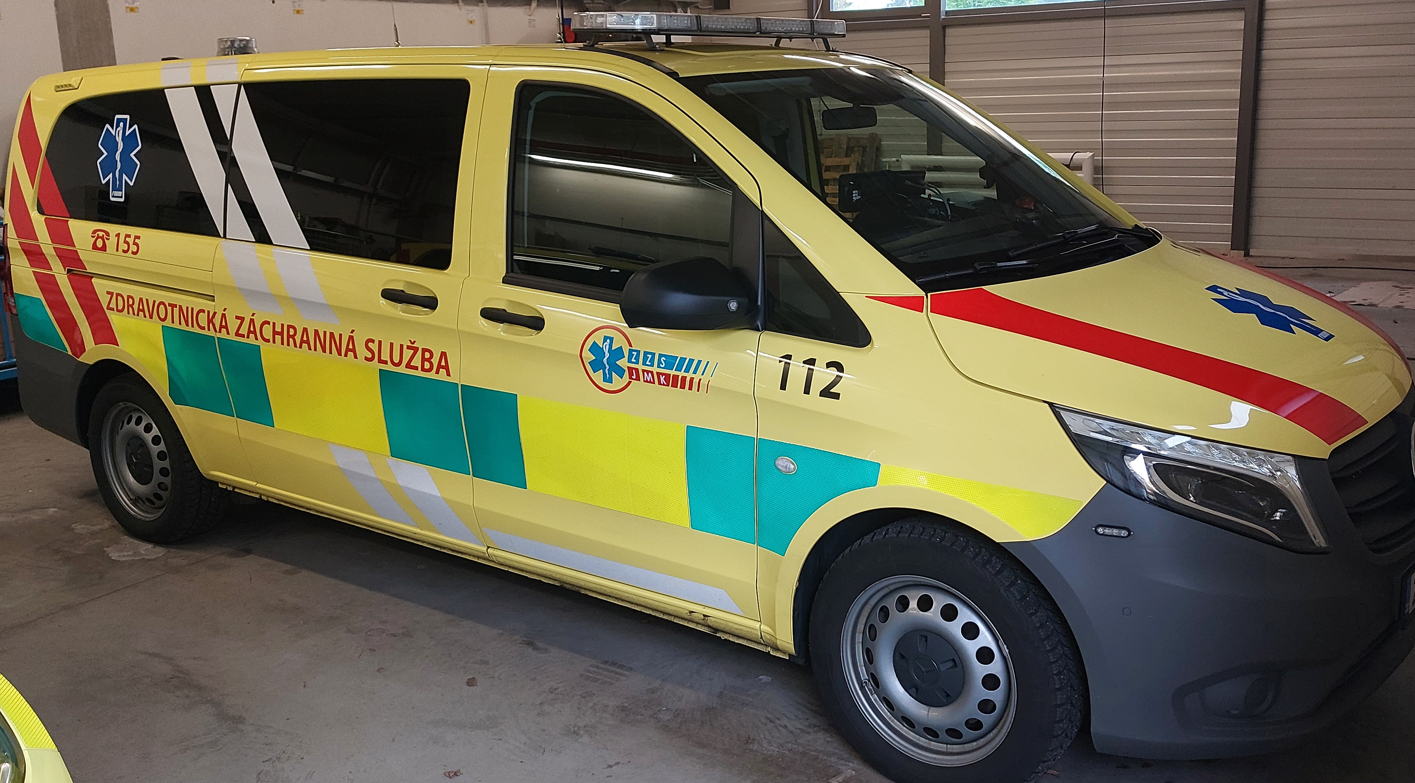 155
ZDRAVOTNICKÁ ZÁCHRANNÁ SLUŽBA
ZZS
JMK
112